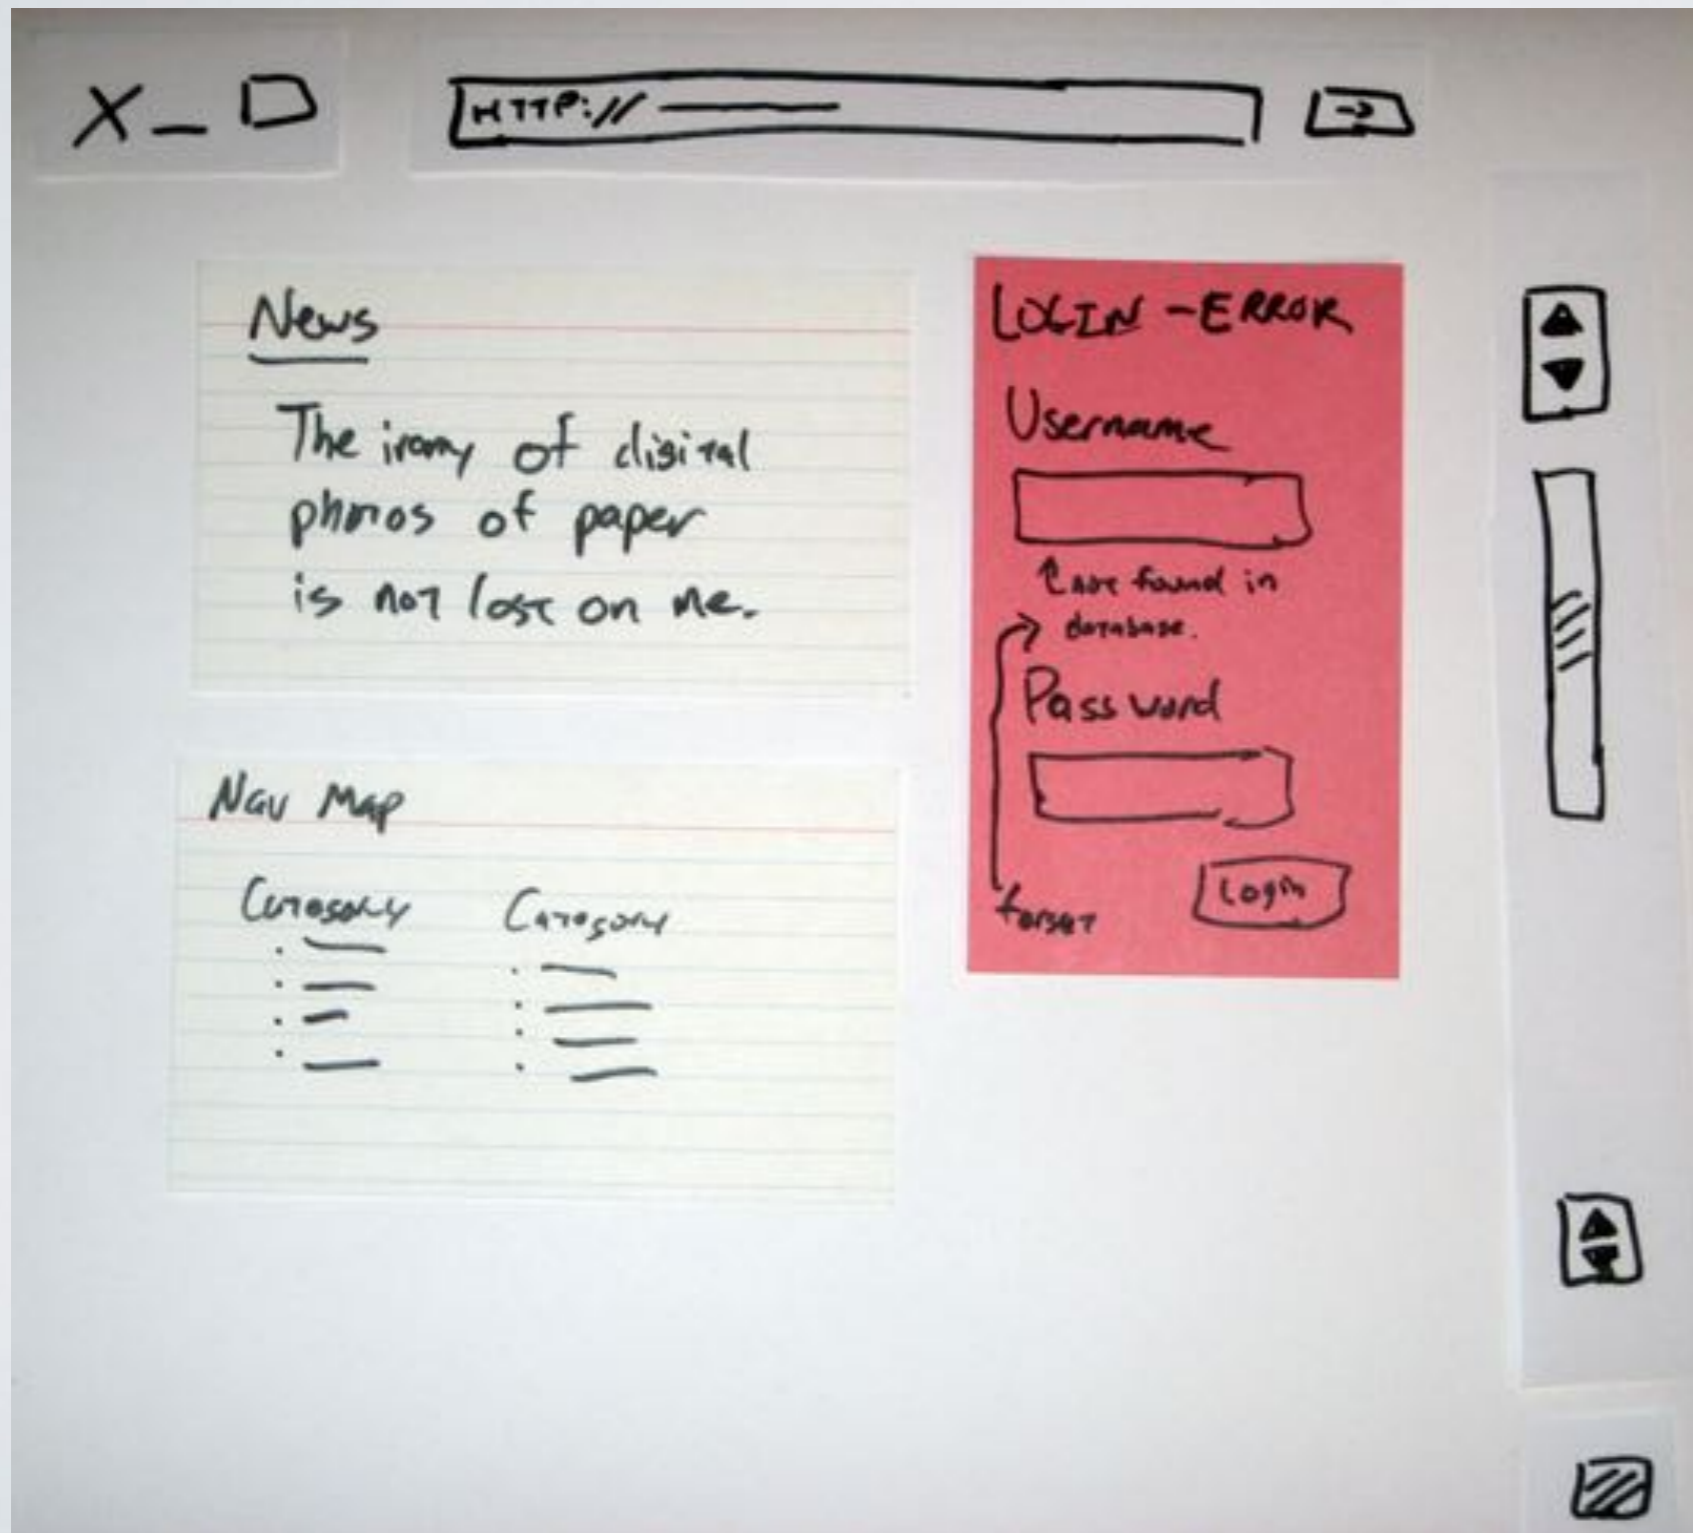 X _ □
HTTP://
→
News
The irony of digital
photos of paper
is not lost on me.
Nav Map
Category Category
LOGIN - ERROR
Username
↑ not found in
database.
Password
Login
forget